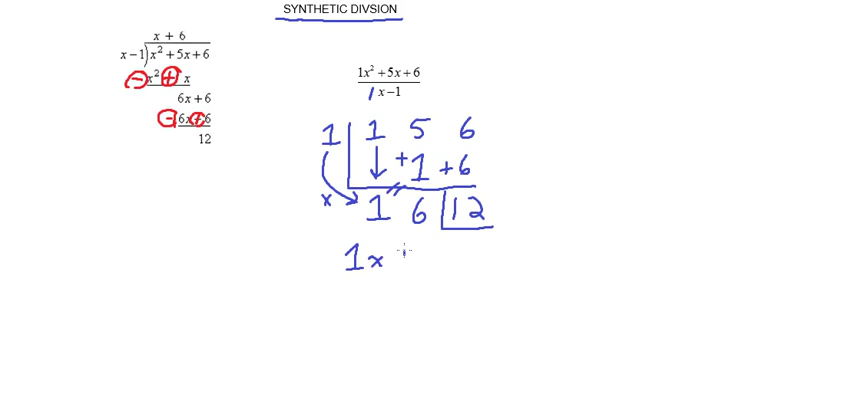 SYNTHETIC DIVSION
x + 6
x − 1)x² + 5x + 6
− x² + x
6x + 6
− 6x + 6
12
1x² + 5x + 6
1x − 1
1 | 1 5 6
↓ + 1 + 6
x 1 6 | 12
1x +